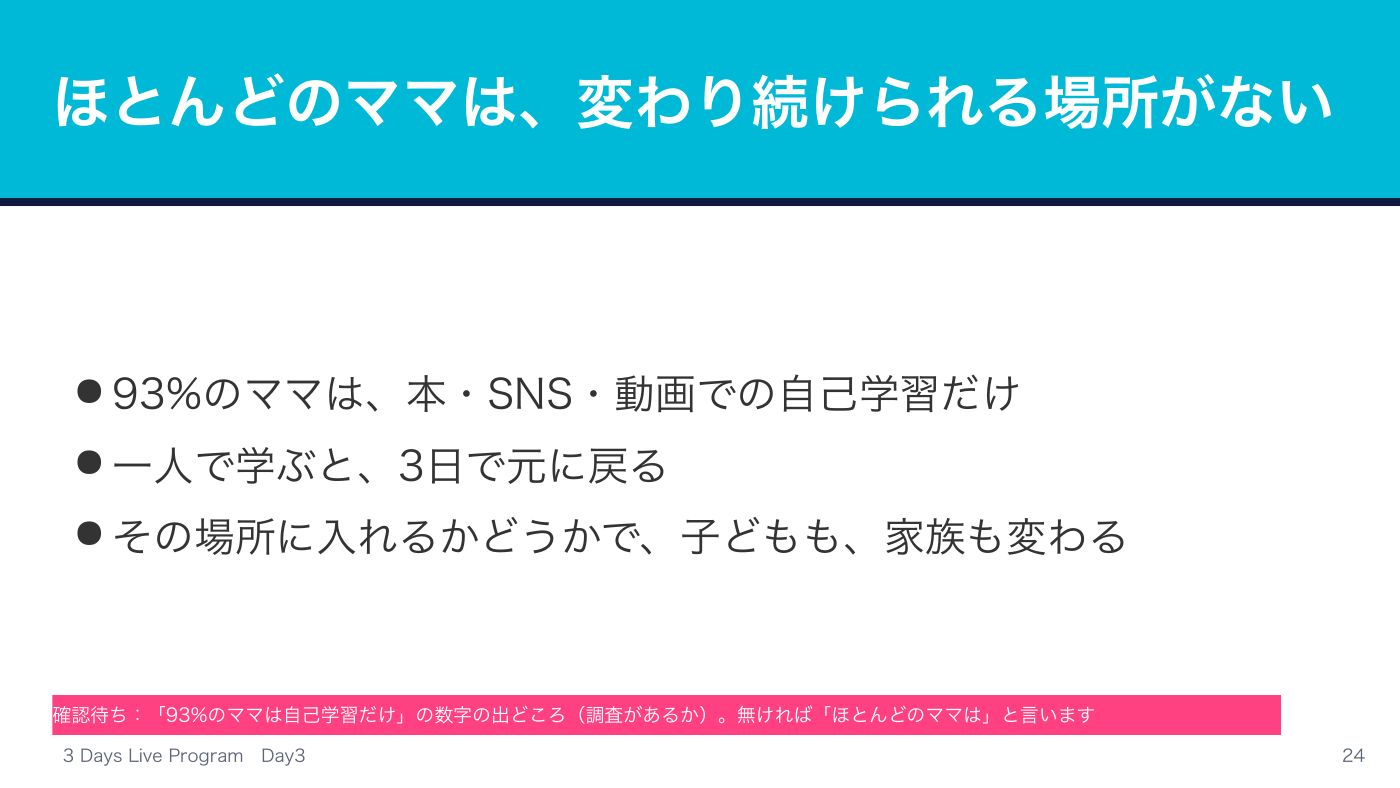 ほとんどのママは、変わり続けられる場所がない
●93%のママは、本・SNS・動画での自己学習だけ
●一人で学ぶと、3日で元に戻る
●その場所に入れるかどうかで、子どもも、家族も変わる
確認待ち：「93%のママは自己学習だけ」の数字の出どころ（調査があるか）。無ければ「ほとんどのママは」と言います
3 Days Live Program　Day3
24